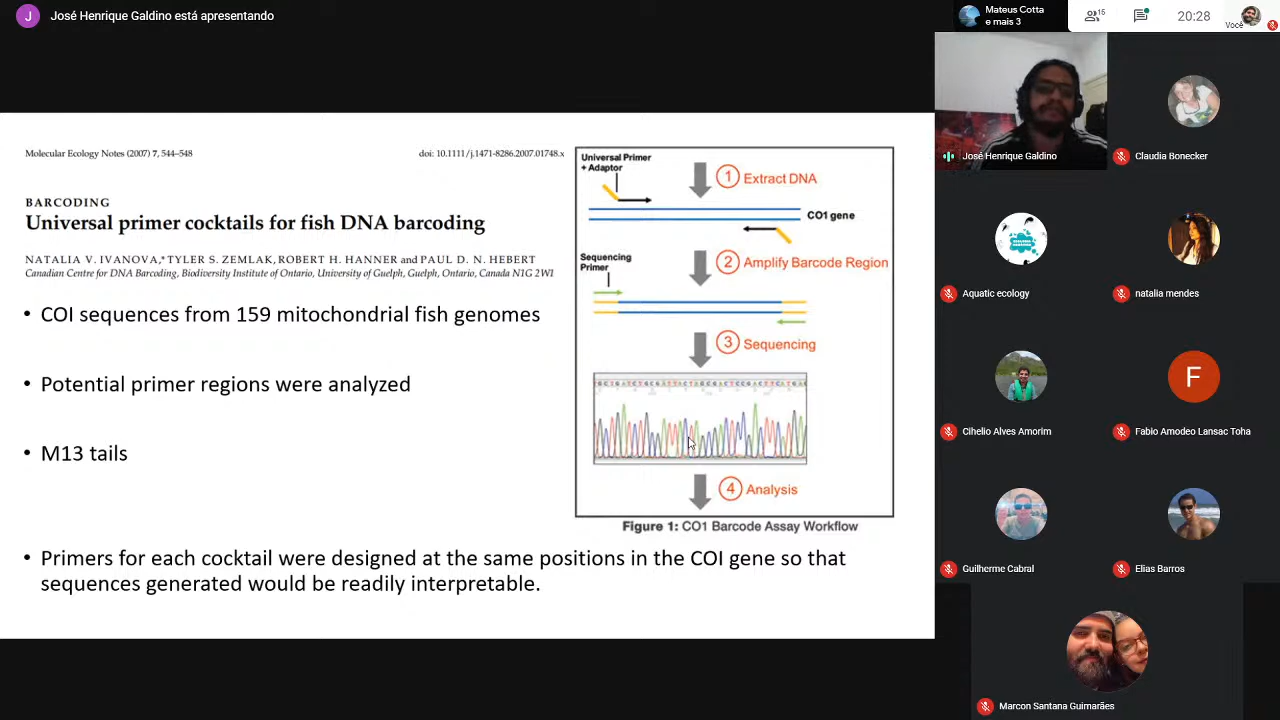 J
José Henrique Galdino está apresentando
Mateus Cotta
e mais 3
15
20:28
Você
Molecular Ecology Notes (2007) 7, 544–548
doi: 10.1111/j.1471-8286.2007.01748.x
BARCODING
Universal primer cocktails for fish DNA barcoding
NATALIA V. IVANOVA,* TYLER S. ZEMLAK, ROBERT H. HANNER and PAUL D. N. HEBERT
Canadian Centre for DNA Barcoding, Biodiversity Institute of Ontario, University of Guelph, Guelph, Ontario, Canada N1G 2W1
• COI sequences from 159 mitochondrial fish genomes
• Potential primer regions were analyzed
• M13 tails
• Primers for each cocktail were designed at the same positions in the COI gene so that
sequences generated would be readily interpretable.
Universal Primer
+ Adaptor
1 Extract DNA
CO1 gene
2 Amplify Barcode Region
Sequencing
Primer
3 Sequencing
4 Analysis
Figure 1: CO1 Barcode Assay Workflow
José Henrique Galdino
Claudia Bonecker
Aquatic ecology
natalia mendes
F
Cihelio Alves Amorim
Fabio Amodeo Lansac Toha
Guilherme Cabral
Elias Barros
Marcon Santana Guimarães